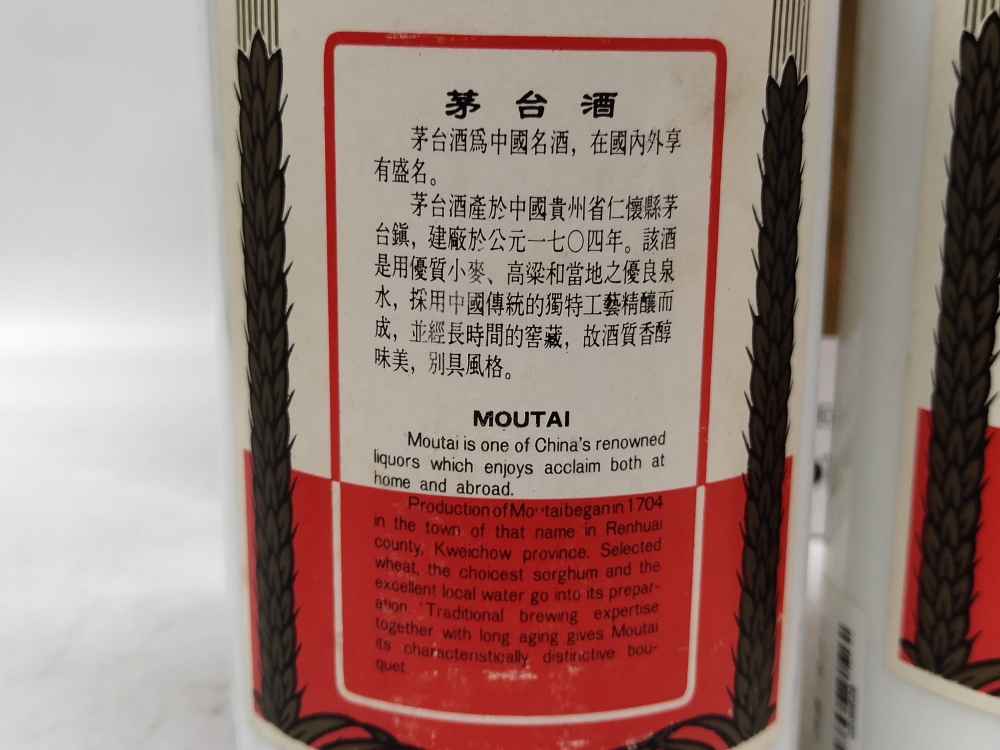 茅台酒
茅台酒爲中國名酒，在國內外享
有盛名。
茅台酒產於中國貴州省仁懷縣茅
台鎭，建廠於公元一七〇四年。該酒
是用優質小麥、高粱和當地之優良泉
水，採用中國傳統的獨特工藝精釀而
成，並經長時間的窖藏，故酒質香醇
味美，別具風格。
MOUTAI
Moutai is one of China's renowned
liquors which enjoys acclaim both at
home and abroad.
Production of Moutai began in 1704
in the town of that name in Renhuai
county, Kweichow province. Selected
wheat, the choicest sorghum and the
excellent local water go into its prepar-
ation. Traditional brewing expertise
together with long aging gives Moutai
its characteristically distinctive bou-
quet.